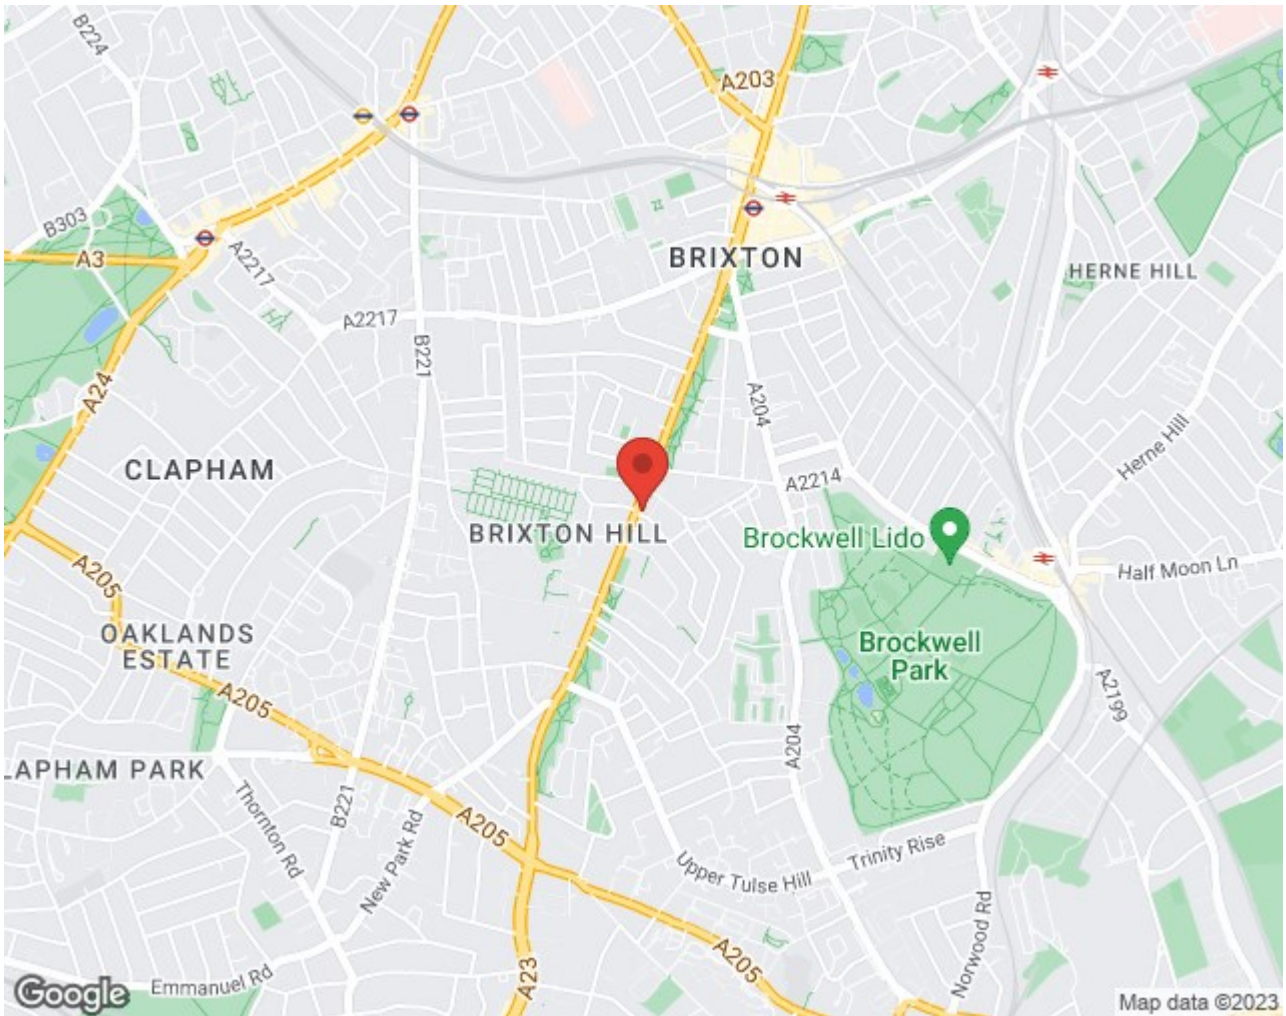 B224
A203
B303
A3
A2217
BRIXTON
HERNE HILL
A2217
B221
A24
A204
Herne Hill
CLAPHAM
A2214
BRIXTON HILL
Brockwell Lido
Half Moon Ln
A205
OAKLANDS
ESTATE
Brockwell
Park
A205
A2199
A204
LAPHAM PARK
Thornton Rd
B221
New Park Rd
A205
Trinity Rise
Upper Tulse Hill
Norwood Rd
A205
A23
Emmanuel Rd
Google
Map data ©2023